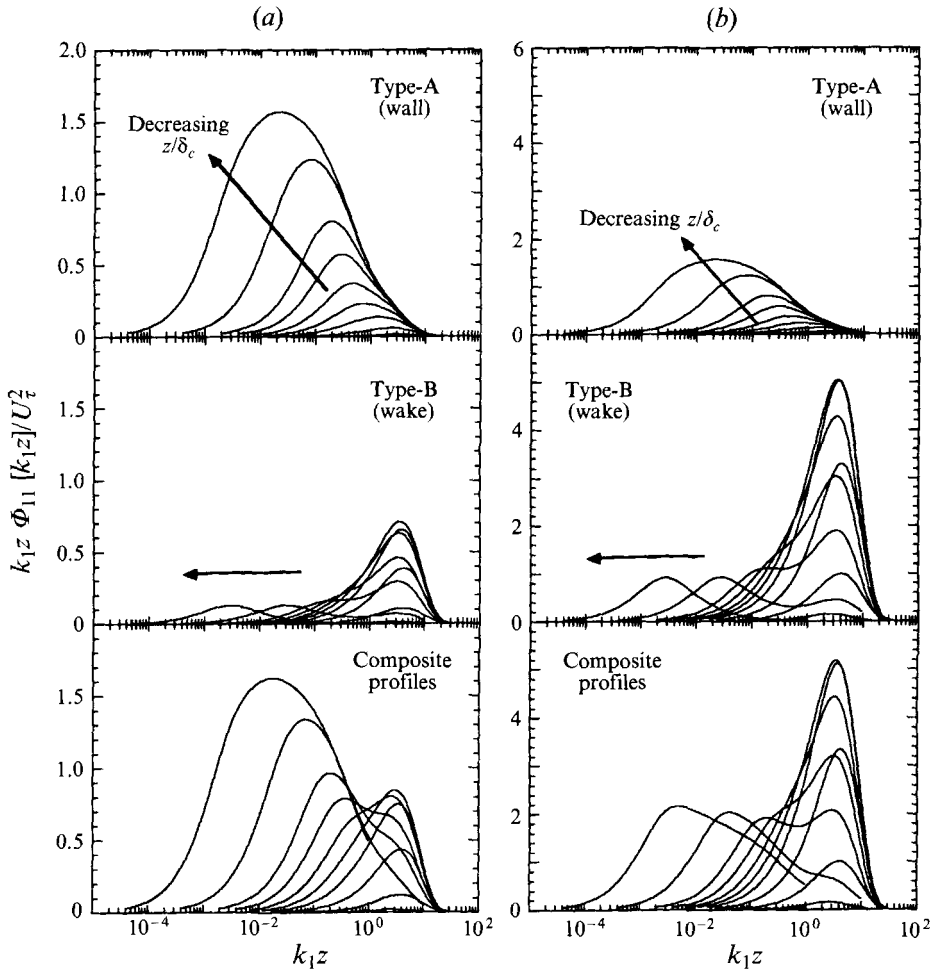 (a)
2.0
1.5
1.0
0.5
0
Type-A
(wall)
Decreasing
z/δ_c
1.5
1.0
0.5
0
Type-B
(wake)
1.5
1.0
0.5
0
Composite
profiles
10⁻⁴ 10⁻² 10⁰ 10²
k₁z
k₁z Φ₁₁ [k₁z]/U_τ²
(b)
6
4
2
0
Type-A
(wall)
Decreasing z/δ_c
4
2
0
Type-B
(wake)
4
2
0
Composite
profiles
10⁻⁴ 10⁻² 10⁰ 10²
k₁z